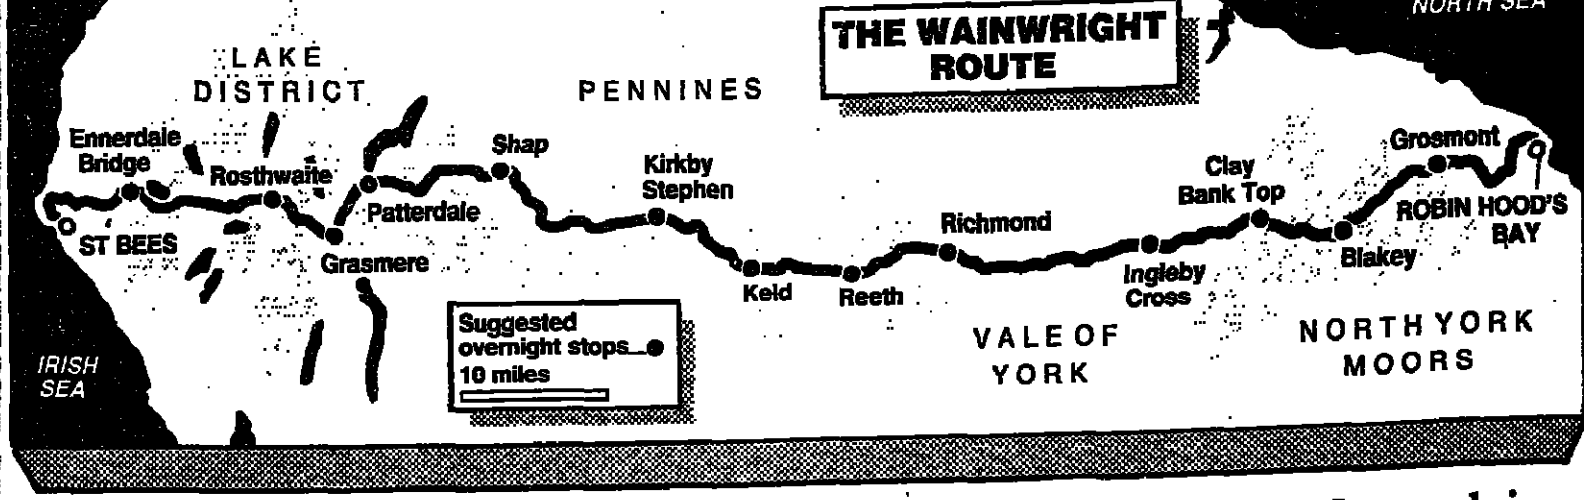 NORTH SEA
THE WAINWRIGHT
ROUTE
LAKE
DISTRICT
PENNINES
Ennerdale
Bridge
Rosthwaite
Shap
Kirkby
Stephen
Patterdale
ST BEES
Grasmere
Keld
Reeth
Richmond
Clay
Bank Top
Ingleby
Cross
Grosmont
Blakey
ROBIN HOOD'S
BAY
Suggested
overnight stops
10 miles
VALE OF
YORK
NORTH YORK
MOORS
IRISH
SEA